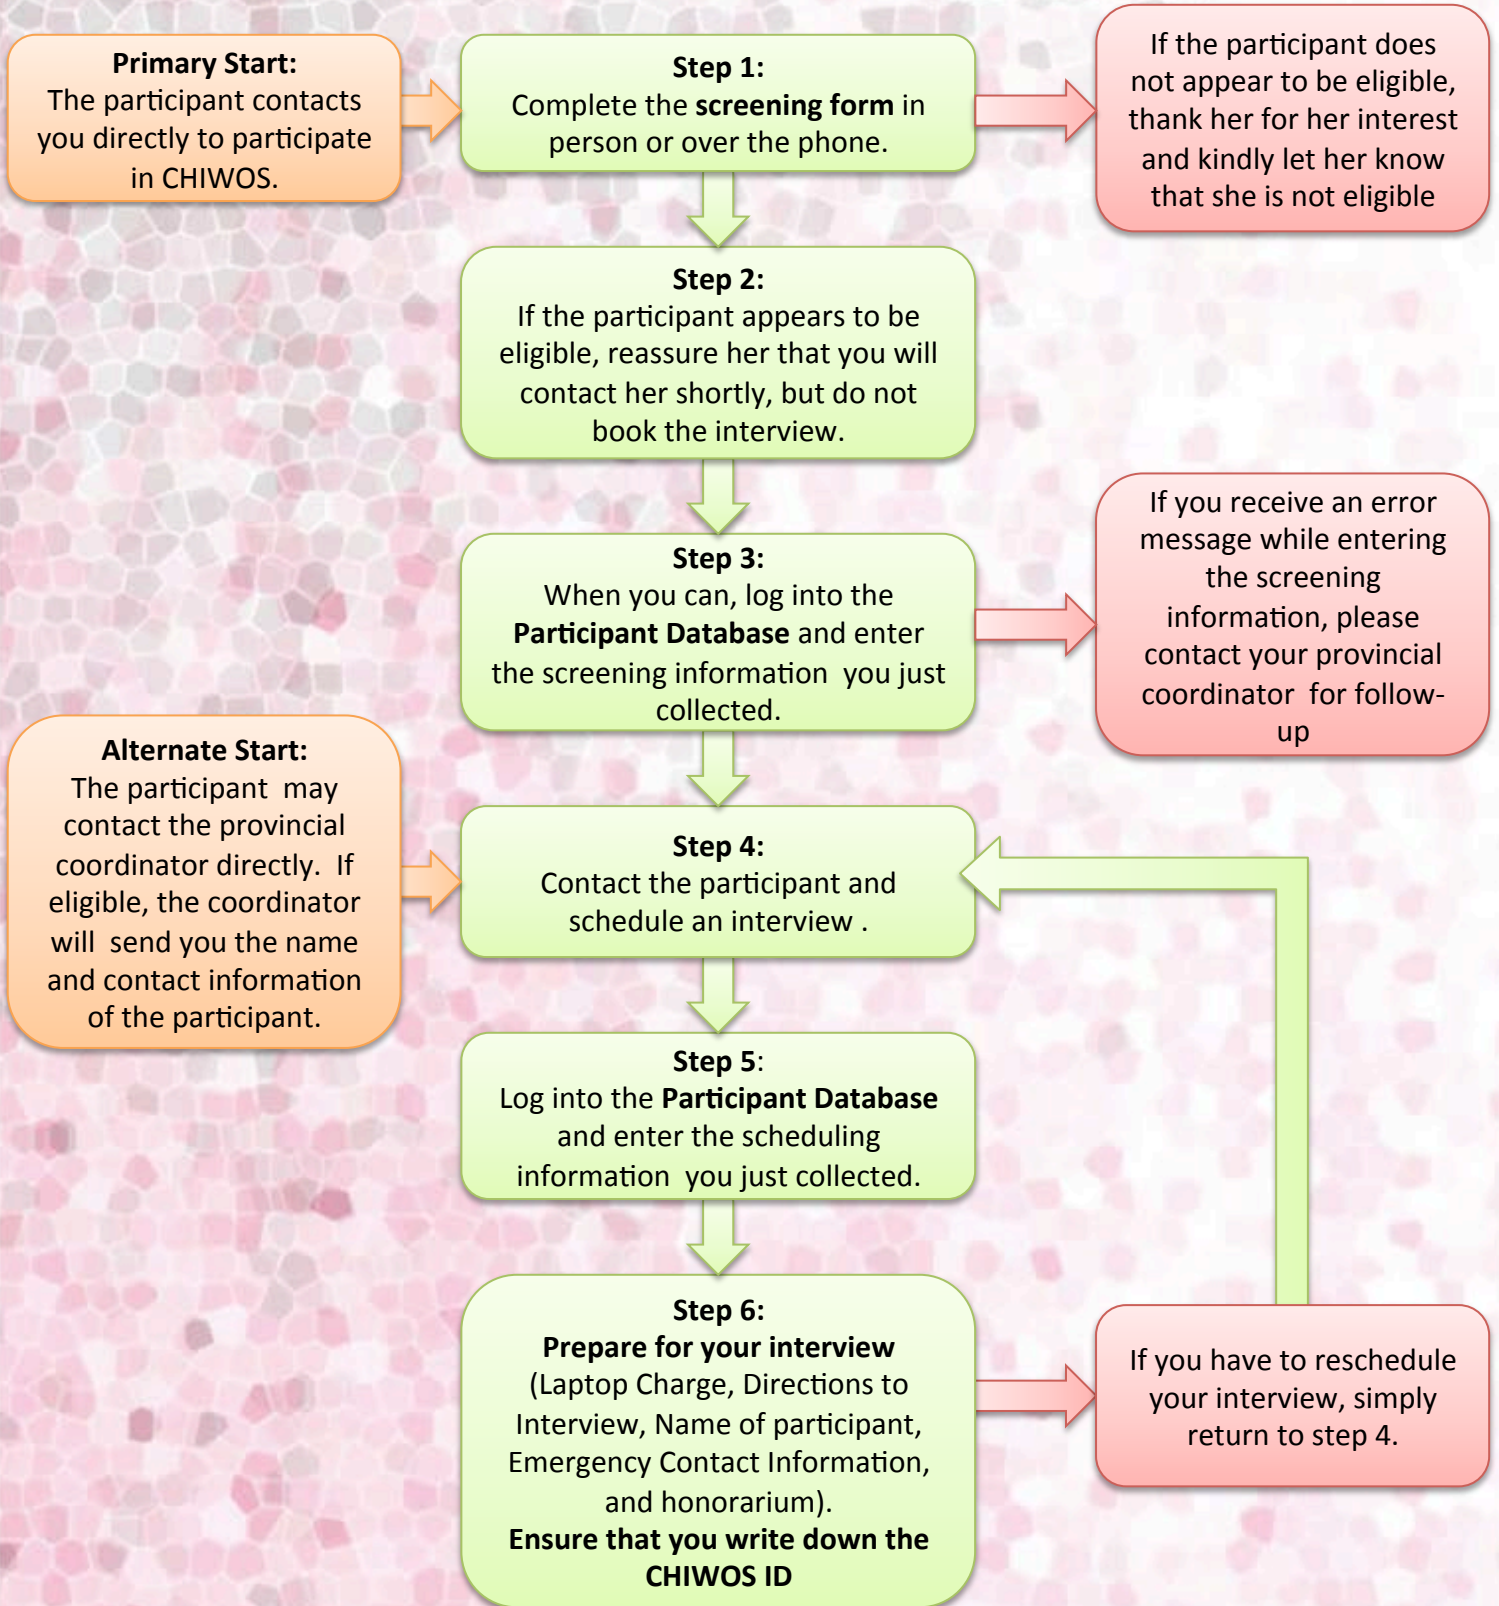 Primary Start:
The participant contacts
you directly to participate
in CHIWOS.
Step 1:
Complete the screening form in
person or over the phone.
If the participant does
not appear to be eligible,
thank her for her interest
and kindly let her know
that she is not eligible
Step 2:
If the participant appears to be
eligible, reassure her that you will
contact her shortly, but do not
book the interview.
Step 3:
When you can, log into the
Participant Database and enter
the screening information you just
collected.
If you receive an error
message while entering
the screening
information, please
contact your provincial
coordinator for follow-
up
Alternate Start:
The participant may
contact the provincial
coordinator directly. If
eligible, the coordinator
will send you the name
and contact information
of the participant.
Step 4:
Contact the participant and
schedule an interview .
Step 5:
Log into the Participant Database
and enter the scheduling
information you just collected.
Step 6:
Prepare for your interview
(Laptop Charge, Directions to
Interview, Name of participant,
Emergency Contact Information,
and honorarium).
Ensure that you write down the
CHIWOS ID
If you have to reschedule
your interview, simply
return to step 4.